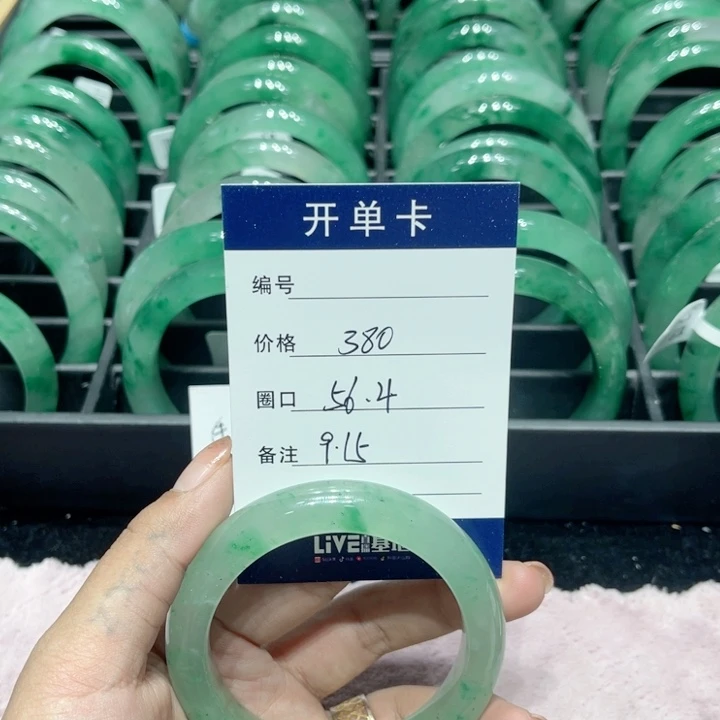 开单卡
编号
价格 380
圈口 56.4
备注 9.15
LiVE